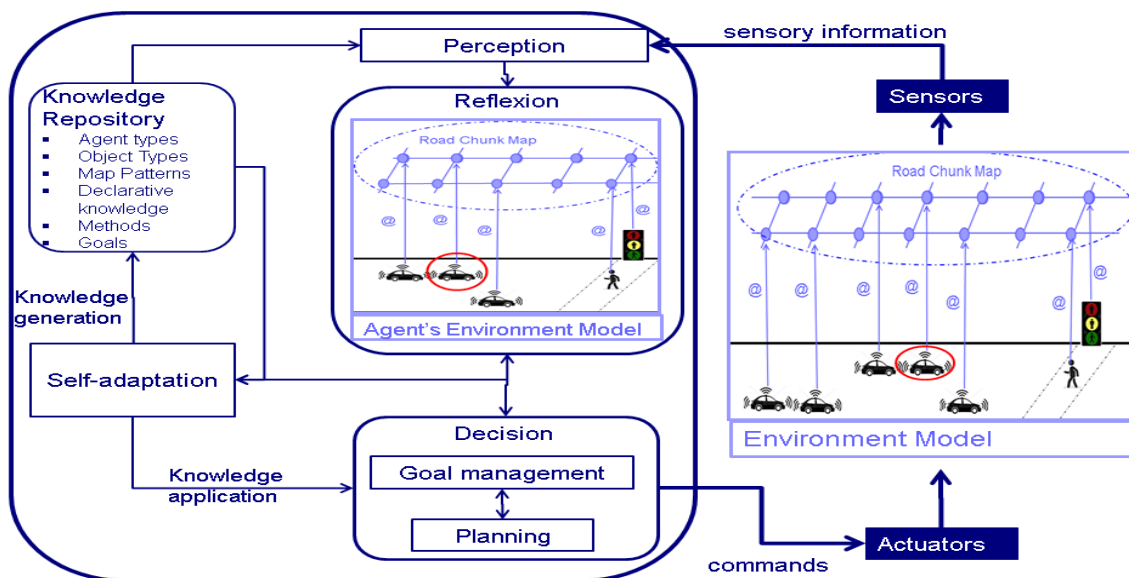 Perception
sensory information
Knowledge
Repository
▪ Agent types
▪ Object Types
▪ Map Patterns
▪ Declarative
knowledge
▪ Methods
▪ Goals
Reflexion
Road Chunk Map
@
@
@
@
@
Agent's Environment Model
Sensors
Road Chunk Map
@
@
@
@
@
@
@
Environment Model
Knowledge
generation
Self-adaptation
Knowledge
application
Decision
Goal management
Planning
commands
Actuators